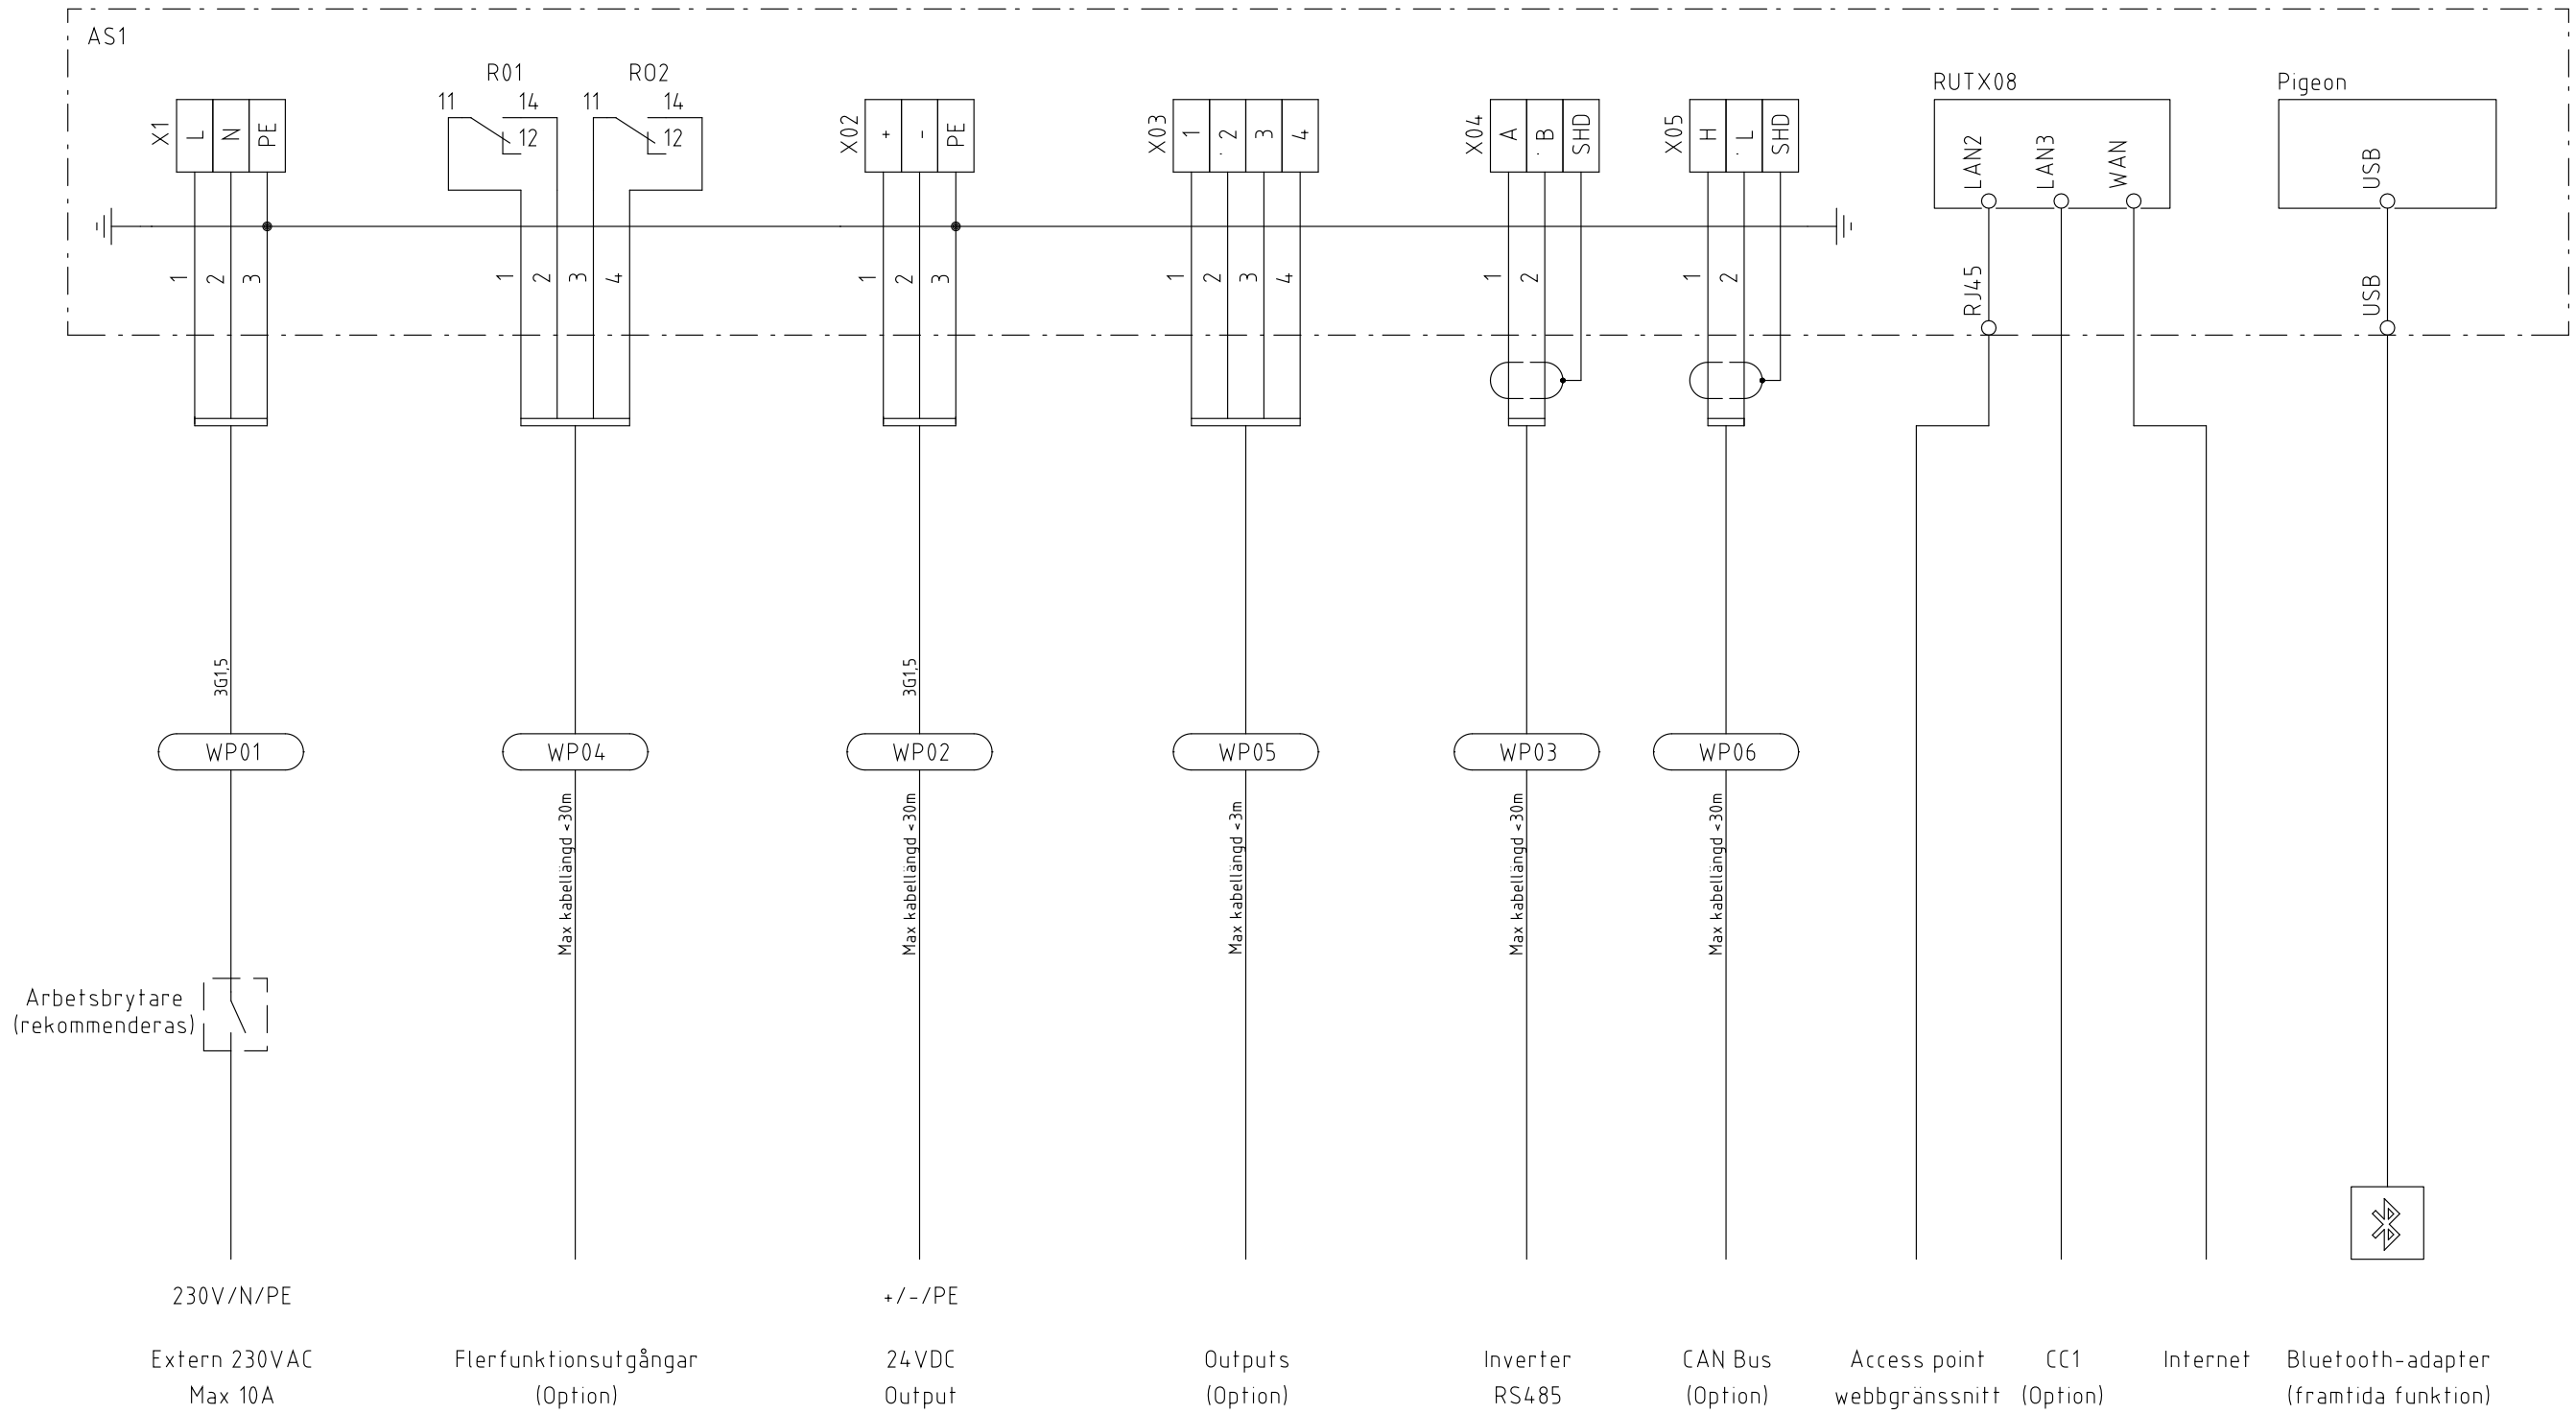 AS1
R01
RO2
RUTX08
Pigeon
11
14
12
11
14
12
X1
L
N
PE
X02
+
-
PE
X03
1
2
3
4
X04
A
B
SHD
X05
H
L
SHD
LAN2
LAN3
WAN
USB
1
2
3
1
2
3
4
1
2
3
1
2
3
4
1
2
1
2
RJ45
USB
3G1,5
3G1,5
WP01
WP04
WP02
WP05
WP03
WP06
Max kabellängd <30m
Max kabellängd <30m
Max kabellängd <3m
Max kabellängd <30m
Max kabellängd <30m
Arbetsbrytare
(rekommenderas)
230V/N/PE
+/-/PE
Extern 230VAC
Max 10A
Flerfunktionsutgångar
(Option)
24VDC
Output
Outputs
(Option)
Inverter
RS485
CAN Bus
(Option)
Access point
webbgränssnitt
CC1
(Option)
Internet
Bluetooth-adapter
(framtida funktion)